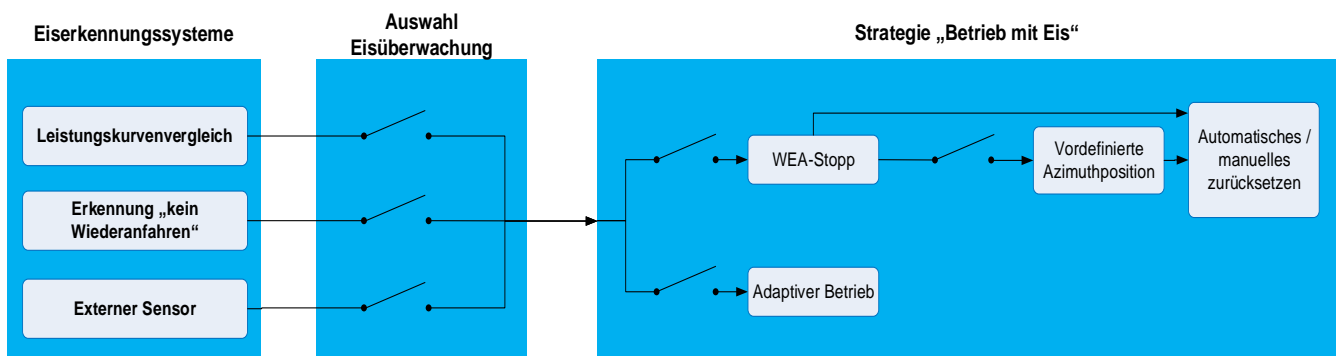 Eiserkennungssysteme
Auswahl
Eisüberwachung
Strategie „Betrieb mit Eis“
Leistungskurvenvergleich
Erkennung „kein
Wiederanfahren“
Externer Sensor
WEA-Stopp
Vordefinierte
Azimuthposition
Automatisches /
manuelles
zurücksetzen
Adaptiver Betrieb